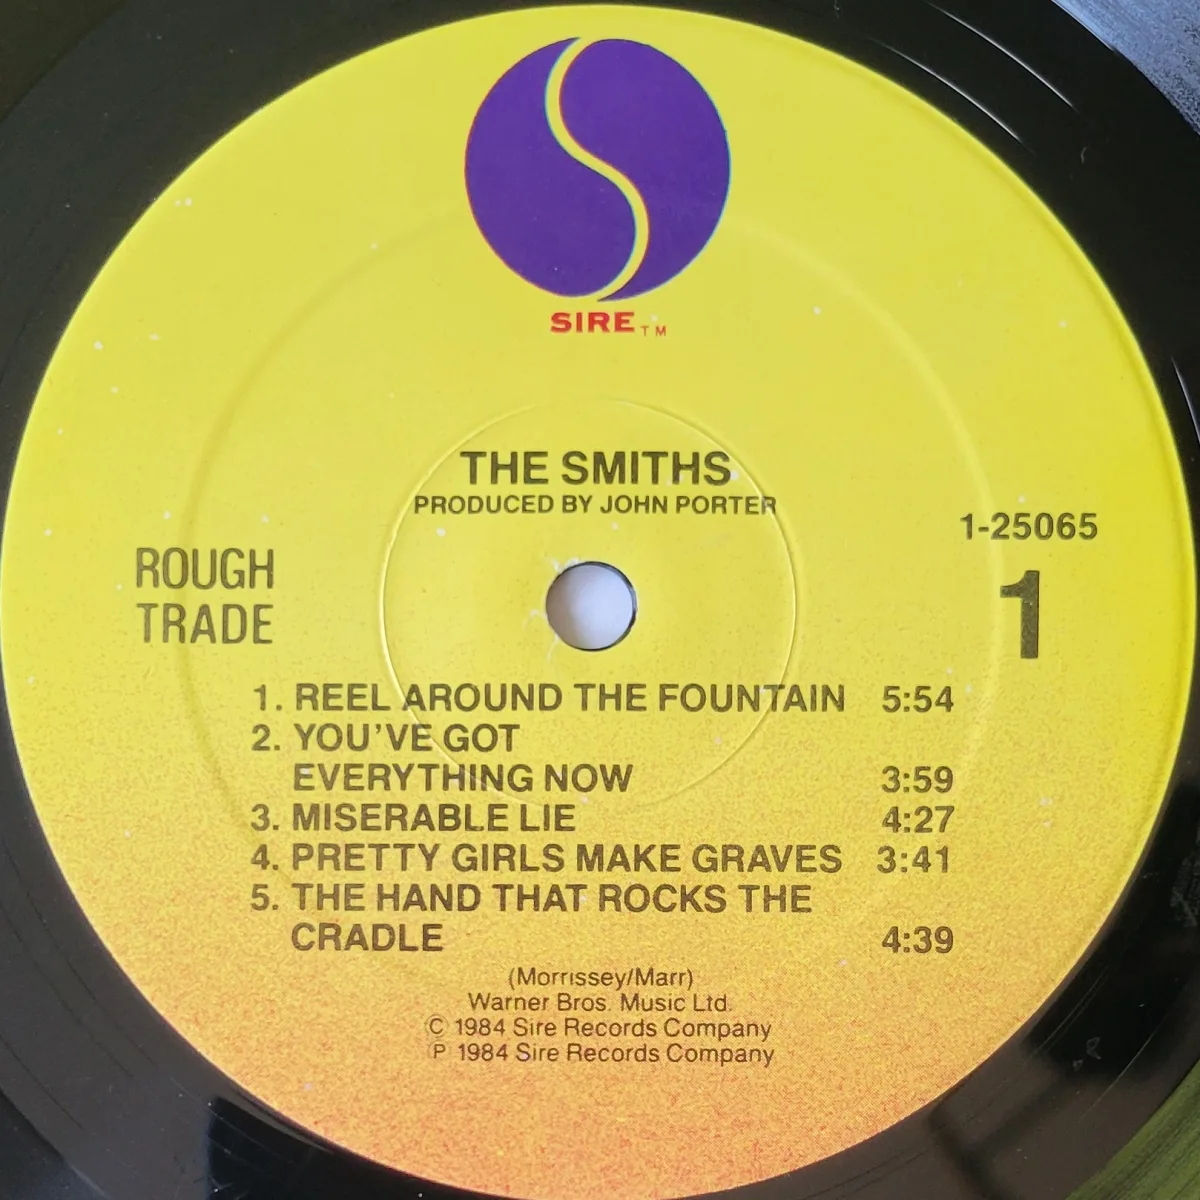 SIRE TM
THE SMITHS
PRODUCED BY JOHN PORTER
1-25065
ROUGH
TRADE
1
1. REEL AROUND THE FOUNTAIN 5:54
2. YOU'VE GOT
EVERYTHING NOW 3:59
3. MISERABLE LIE 4:27
4. PRETTY GIRLS MAKE GRAVES 3:41
5. THE HAND THAT ROCKS THE
CRADLE 4:39
(Morrissey/Marr)
Warner Bros. Music Ltd.
© 1984 Sire Records Company
℗ 1984 Sire Records Company